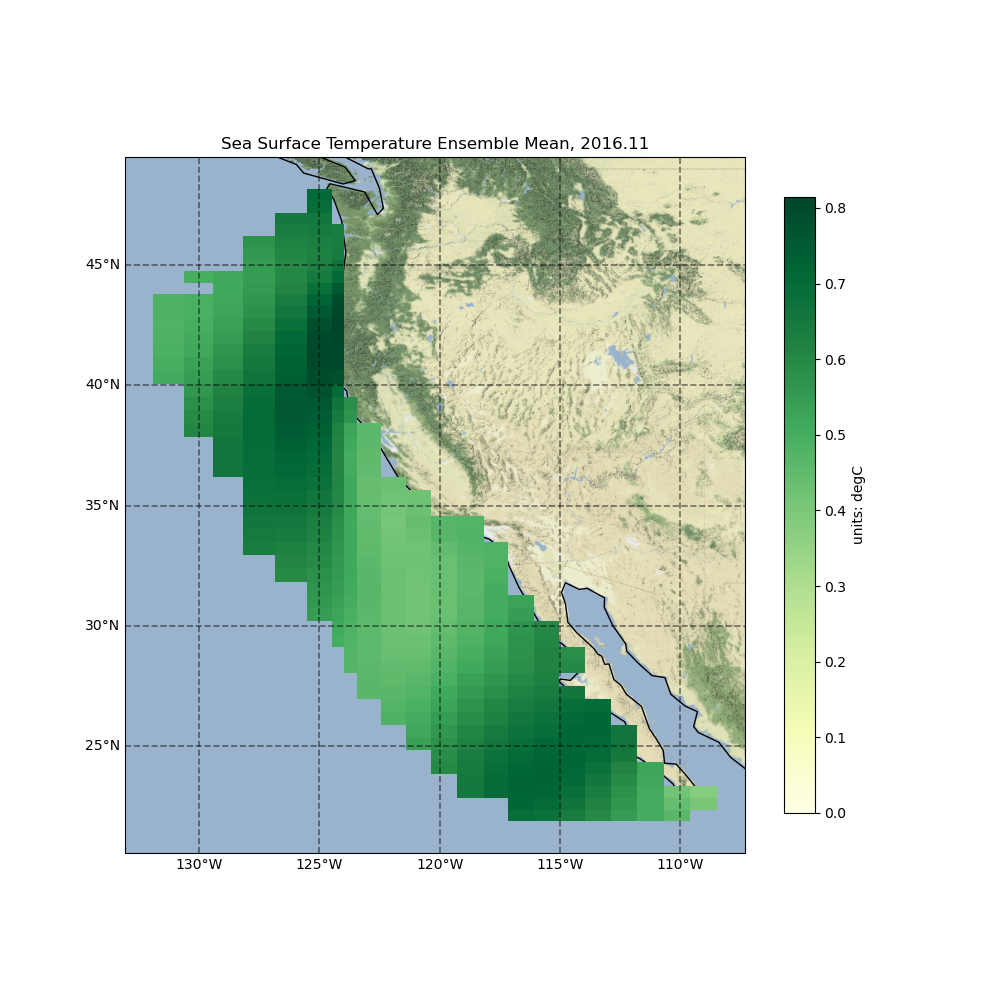 Sea Surface Temperature Ensemble Mean, 2016.11
45°N
40°N
35°N
30°N
25°N
130°W
125°W
120°W
115°W
110°W
0.8
0.7
0.6
0.5
0.4
0.3
0.2
0.1
0.0
units: degC